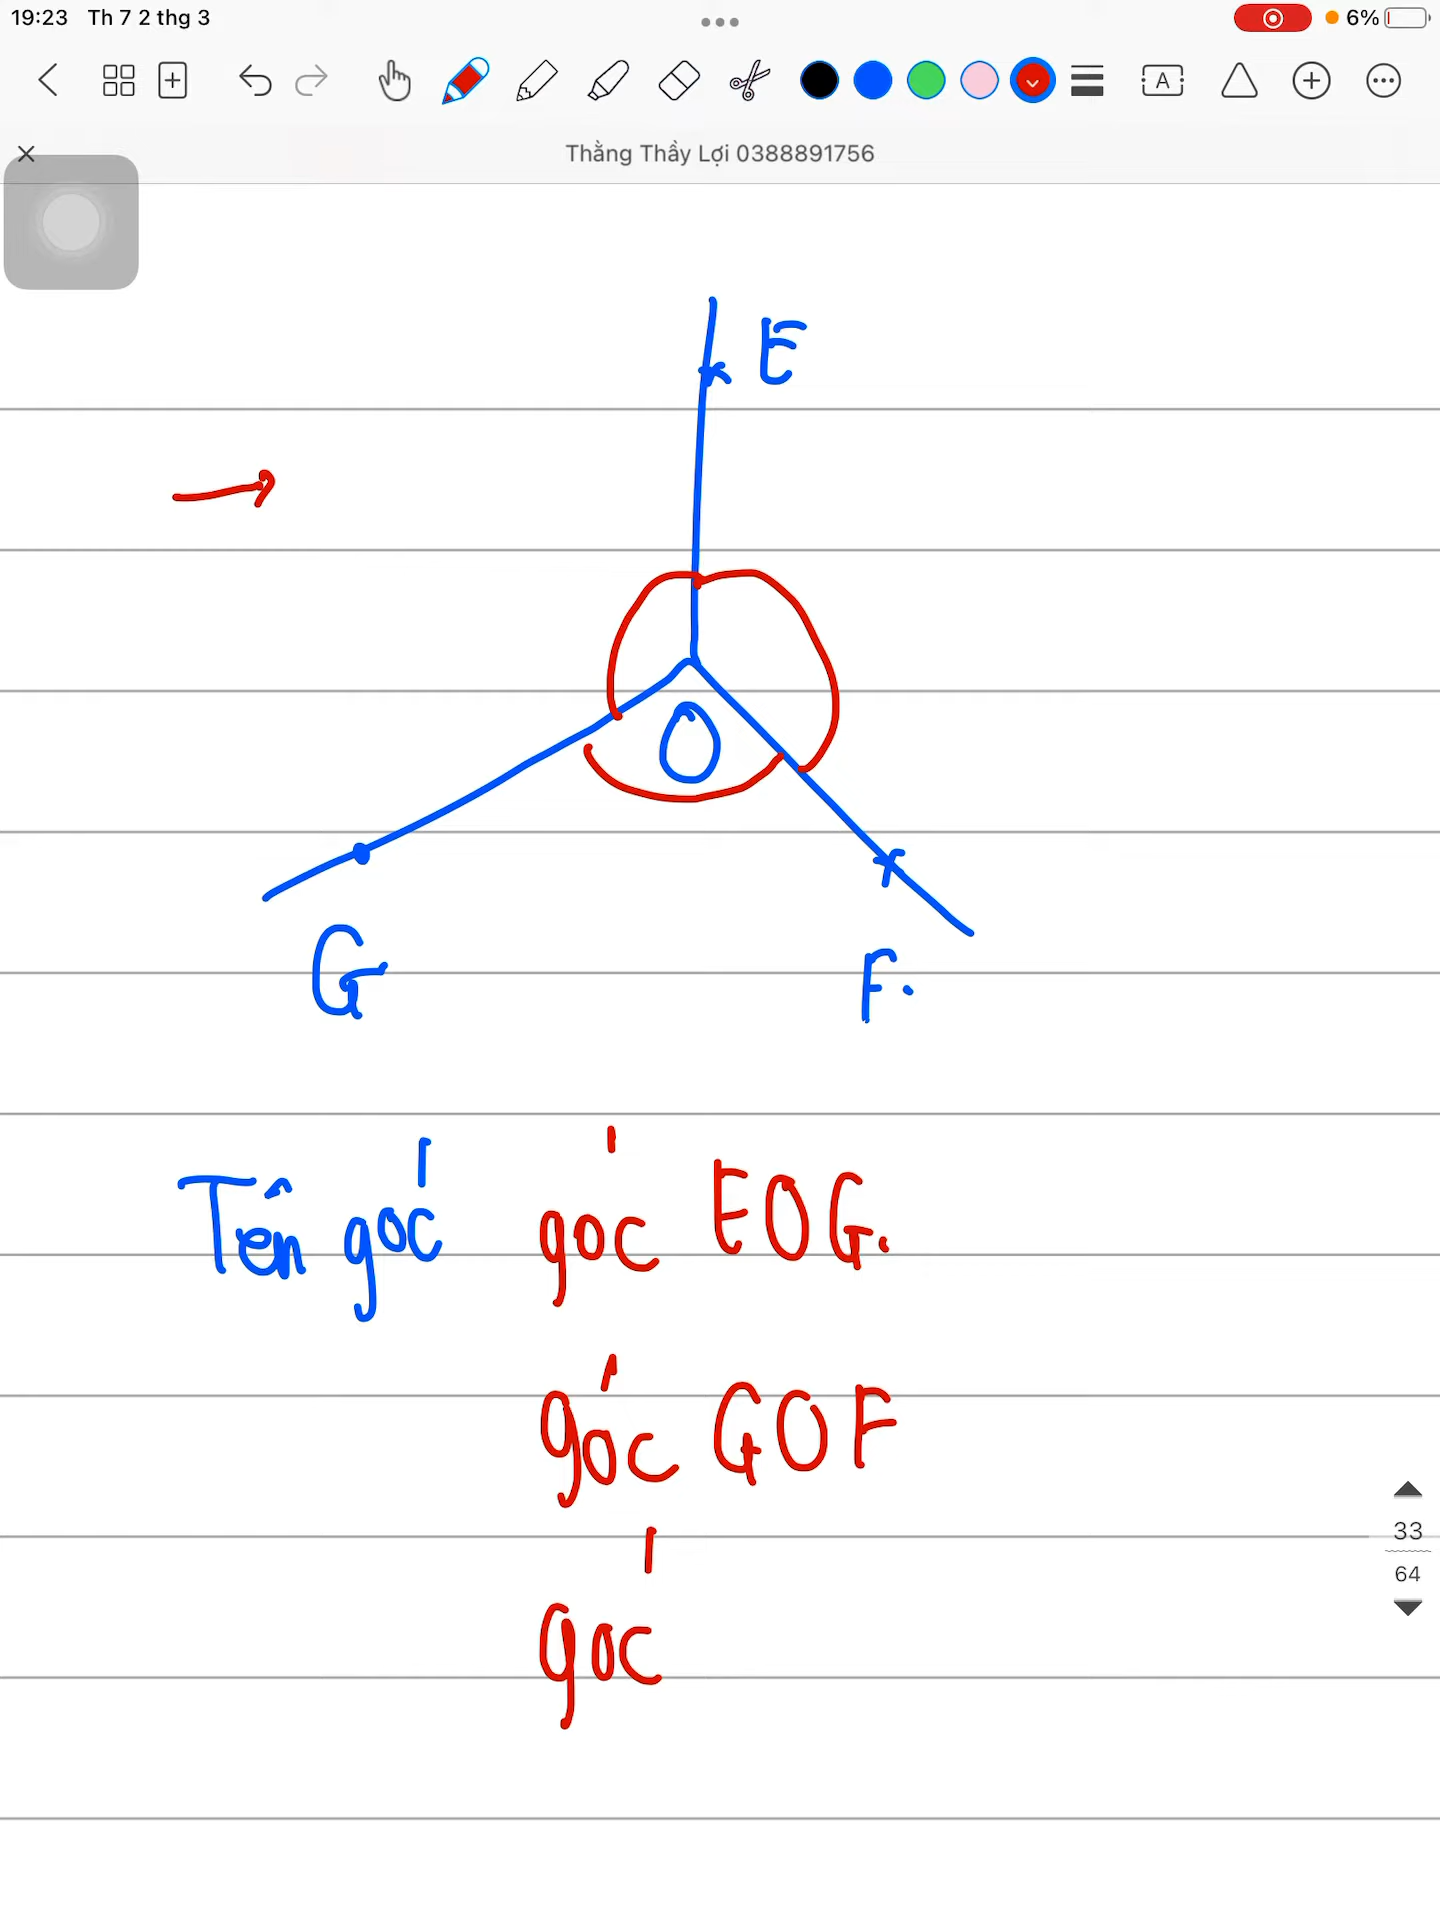 19:23 Th 7 2 thg 3 6%
A
Thằng Thầy Lợi 0388891756
E
O
G
F.
Tên góc góc EOG.
góc GOF
33
góc
64